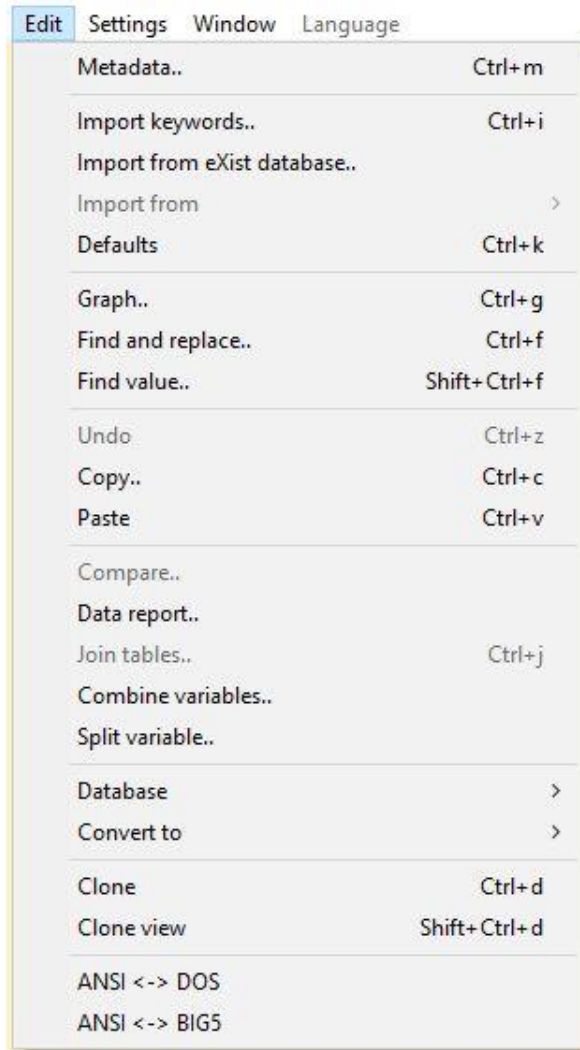 Edit Settings Window Language
Metadata.. Ctrl+m
Import keywords.. Ctrl+i
Import from eXist database..
Import from >
Defaults Ctrl+k
Graph.. Ctrl+g
Find and replace.. Ctrl+f
Find value.. Shift+Ctrl+f
Undo Ctrl+z
Copy.. Ctrl+c
Paste Ctrl+v
Compare..
Data report..
Join tables.. Ctrl+j
Combine variables..
Split variable..
Database >
Convert to >
Clone Ctrl+d
Clone view Shift+Ctrl+d
ANSI <-> DOS
ANSI <-> BIG5